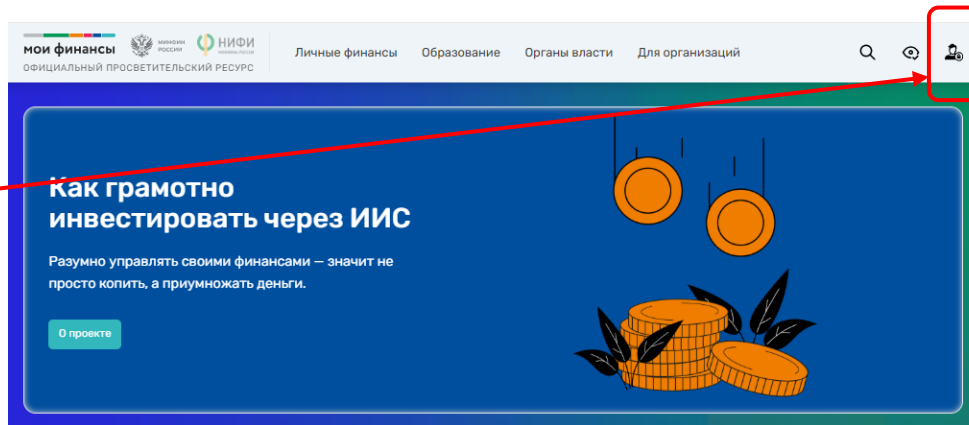 мои финансы
МИНФИН
РОССИИ
НИФИ
ОФИЦИАЛЬНЫЙ ПРОСВЕТИТЕЛЬСКИЙ РЕСУРС
Личные финансы Образование Органы власти Для организаций
Как грамотно
инвестировать через ИИС
Разумно управлять своими финансами — значит не
просто копить, а приумножать деньги.
О проекте